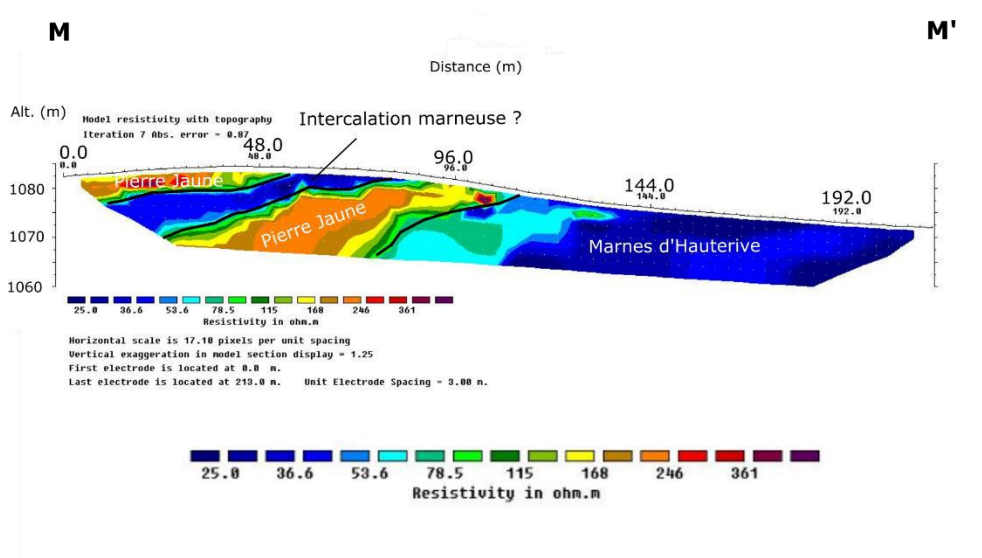 M
M'
Distance (m)
Alt. (m)
Model resistivity with topography
Iteration 7 Abs. error = 0.87
Intercalation marneuse ?
0.0
0.0
48.0
48.0
96.0
96.0
144.0
144.0
192.0
192.0
1080
1070
1060
Pierre Jaune
Pierre Jaune
Marnes d'Hauterive
25.0 36.6 53.6 78.5 115 168 246 361
Resistivity in ohm.m
Horizontal scale is 17.10 pixels per unit spacing
Vertical exaggeration in model section display = 1.25
First electrode is located at 0.0 m.
Last electrode is located at 213.0 m. Unit Electrode Spacing = 3.00 m.
25.0 36.6 53.6 78.5 115 168 246 361
Resistivity in ohm.m